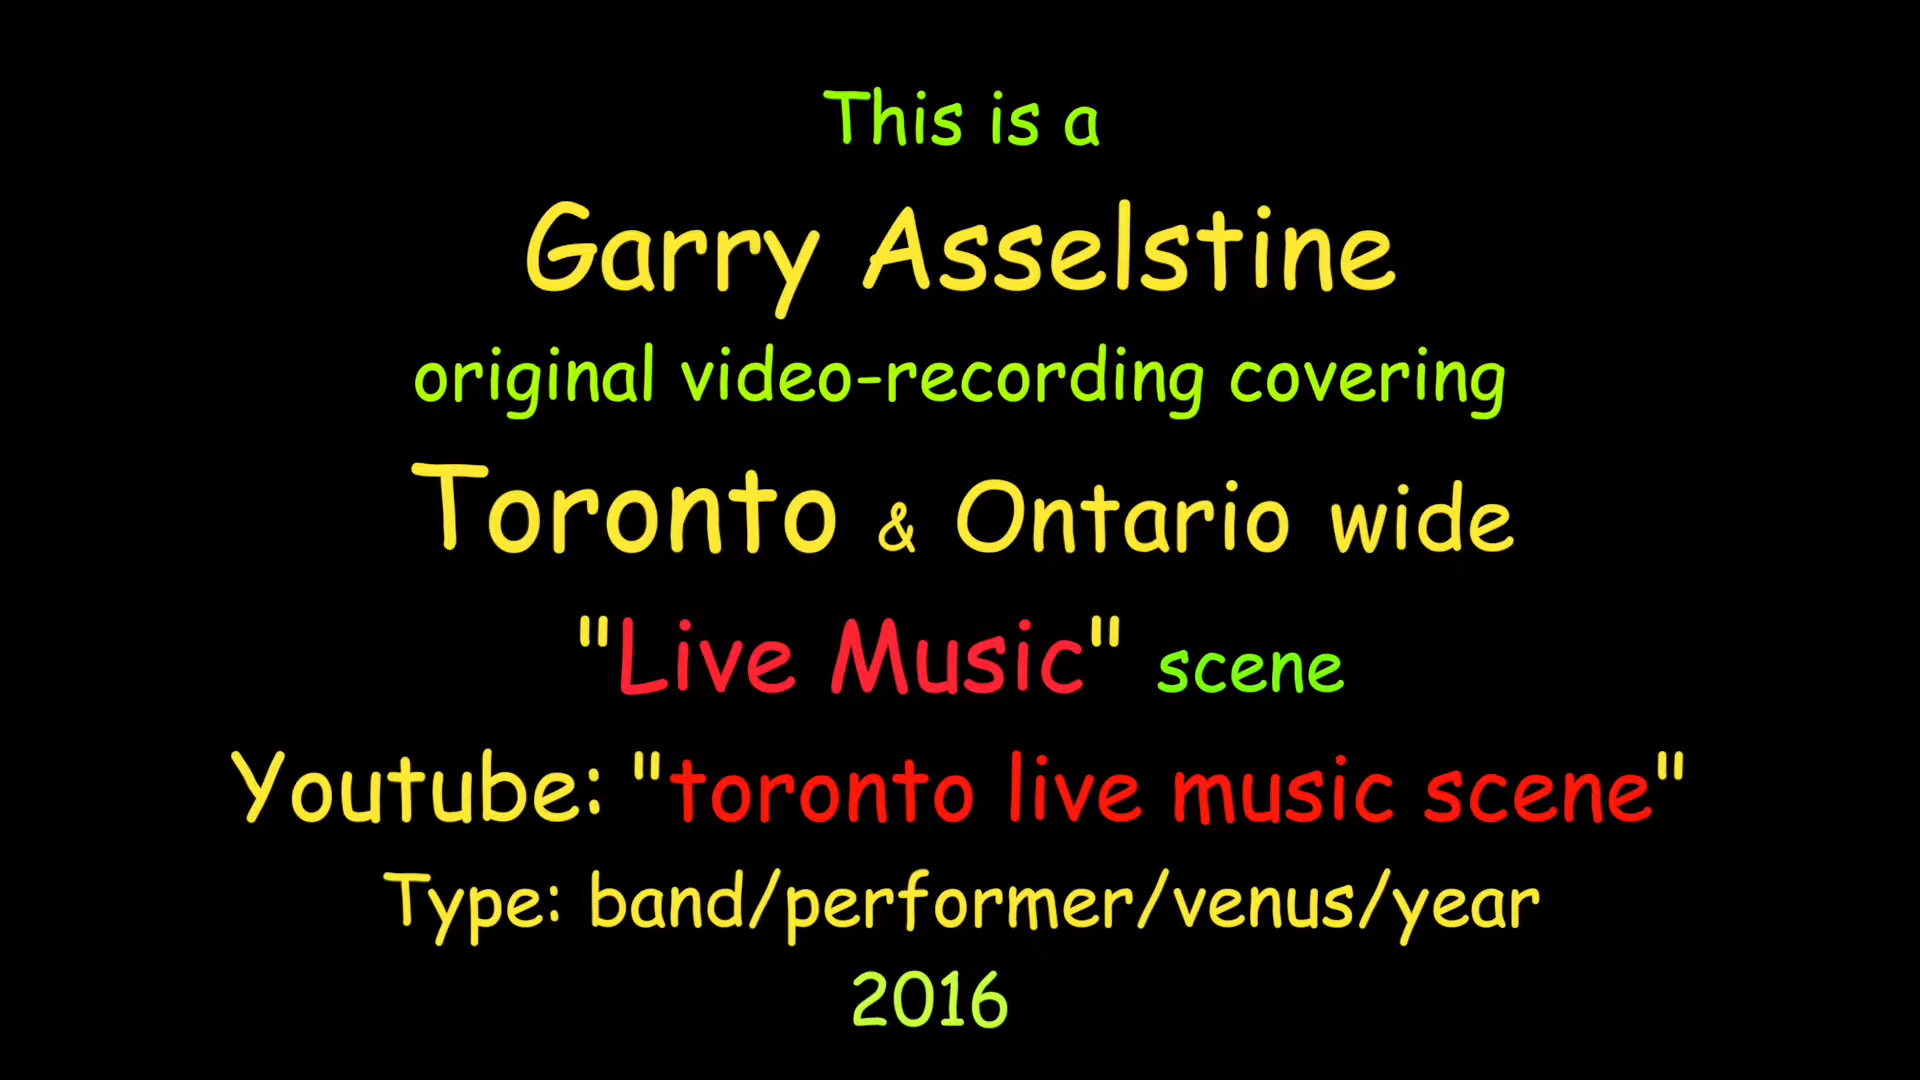 This is a
Garry Asselstine
original video-recording covering
Toronto & Ontario wide
"Live Music" scene
Youtube: "toronto live music scene"
Type: band/performer/venus/year
2016